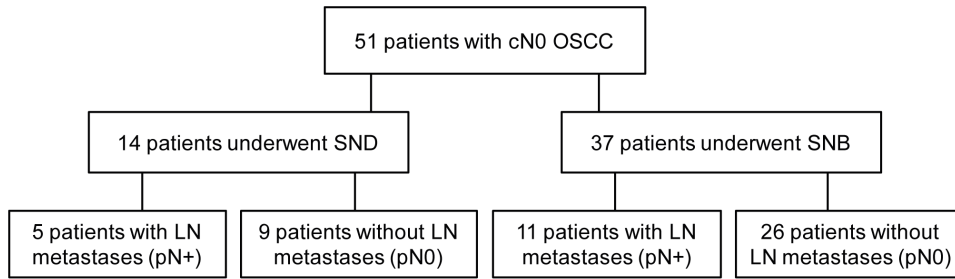 51 patients with cN0 OSCC
14 patients underwent SND
37 patients underwent SNB
5 patients with LN
metastases (pN+)
9 patients without LN
metastases (pN0)
11 patients with LN
metastases (pN+)
26 patients without
LN metastases (pN0)